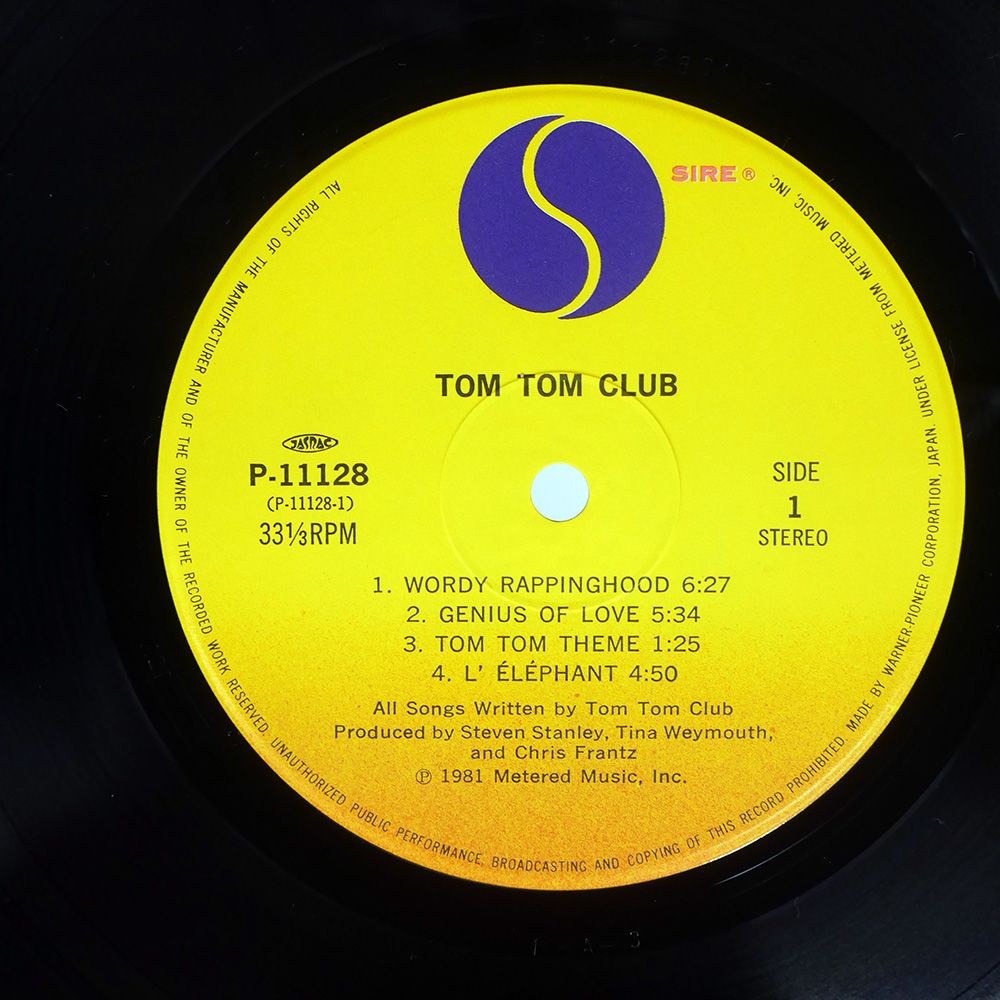 SIRE ®
TOM TOM CLUB
JASRAC
P-11128
(P-11128-1)
33⅓RPM
SIDE
1
STEREO
1. WORDY RAPPINGHOOD 6:27
2. GENIUS OF LOVE 5:34
3. TOM TOM THEME 1:25
4. L' ÉLÉPHANT 4:50
All Songs Written by Tom Tom Club
Produced by Steven Stanley, Tina Weymouth,
and Chris Frantz
℗ 1981 Metered Music, Inc.
ALL RIGHTS OF THE MANUFACTURER AND OF THE OWNER OF THE RECORDED WORK RESERVED. UNAUTHORIZED PUBLIC PERFORMANCE, BROADCASTING AND COPYING OF THIS RECORD PROHIBITED. MADE BY WARNER-PIONEER CORPORATION, JAPAN. UNDER LICENSE FROM METERED MUSIC, INC.